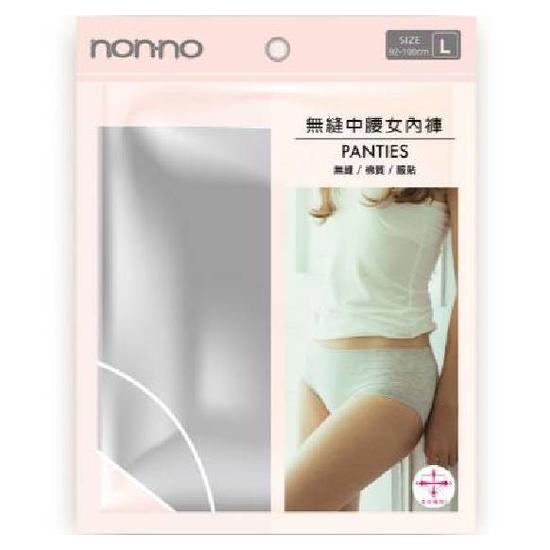 non-no
SIZE
92-100cm
L
無縫中腰女內褲
PANTIES
無縫 / 棉質 / 服貼